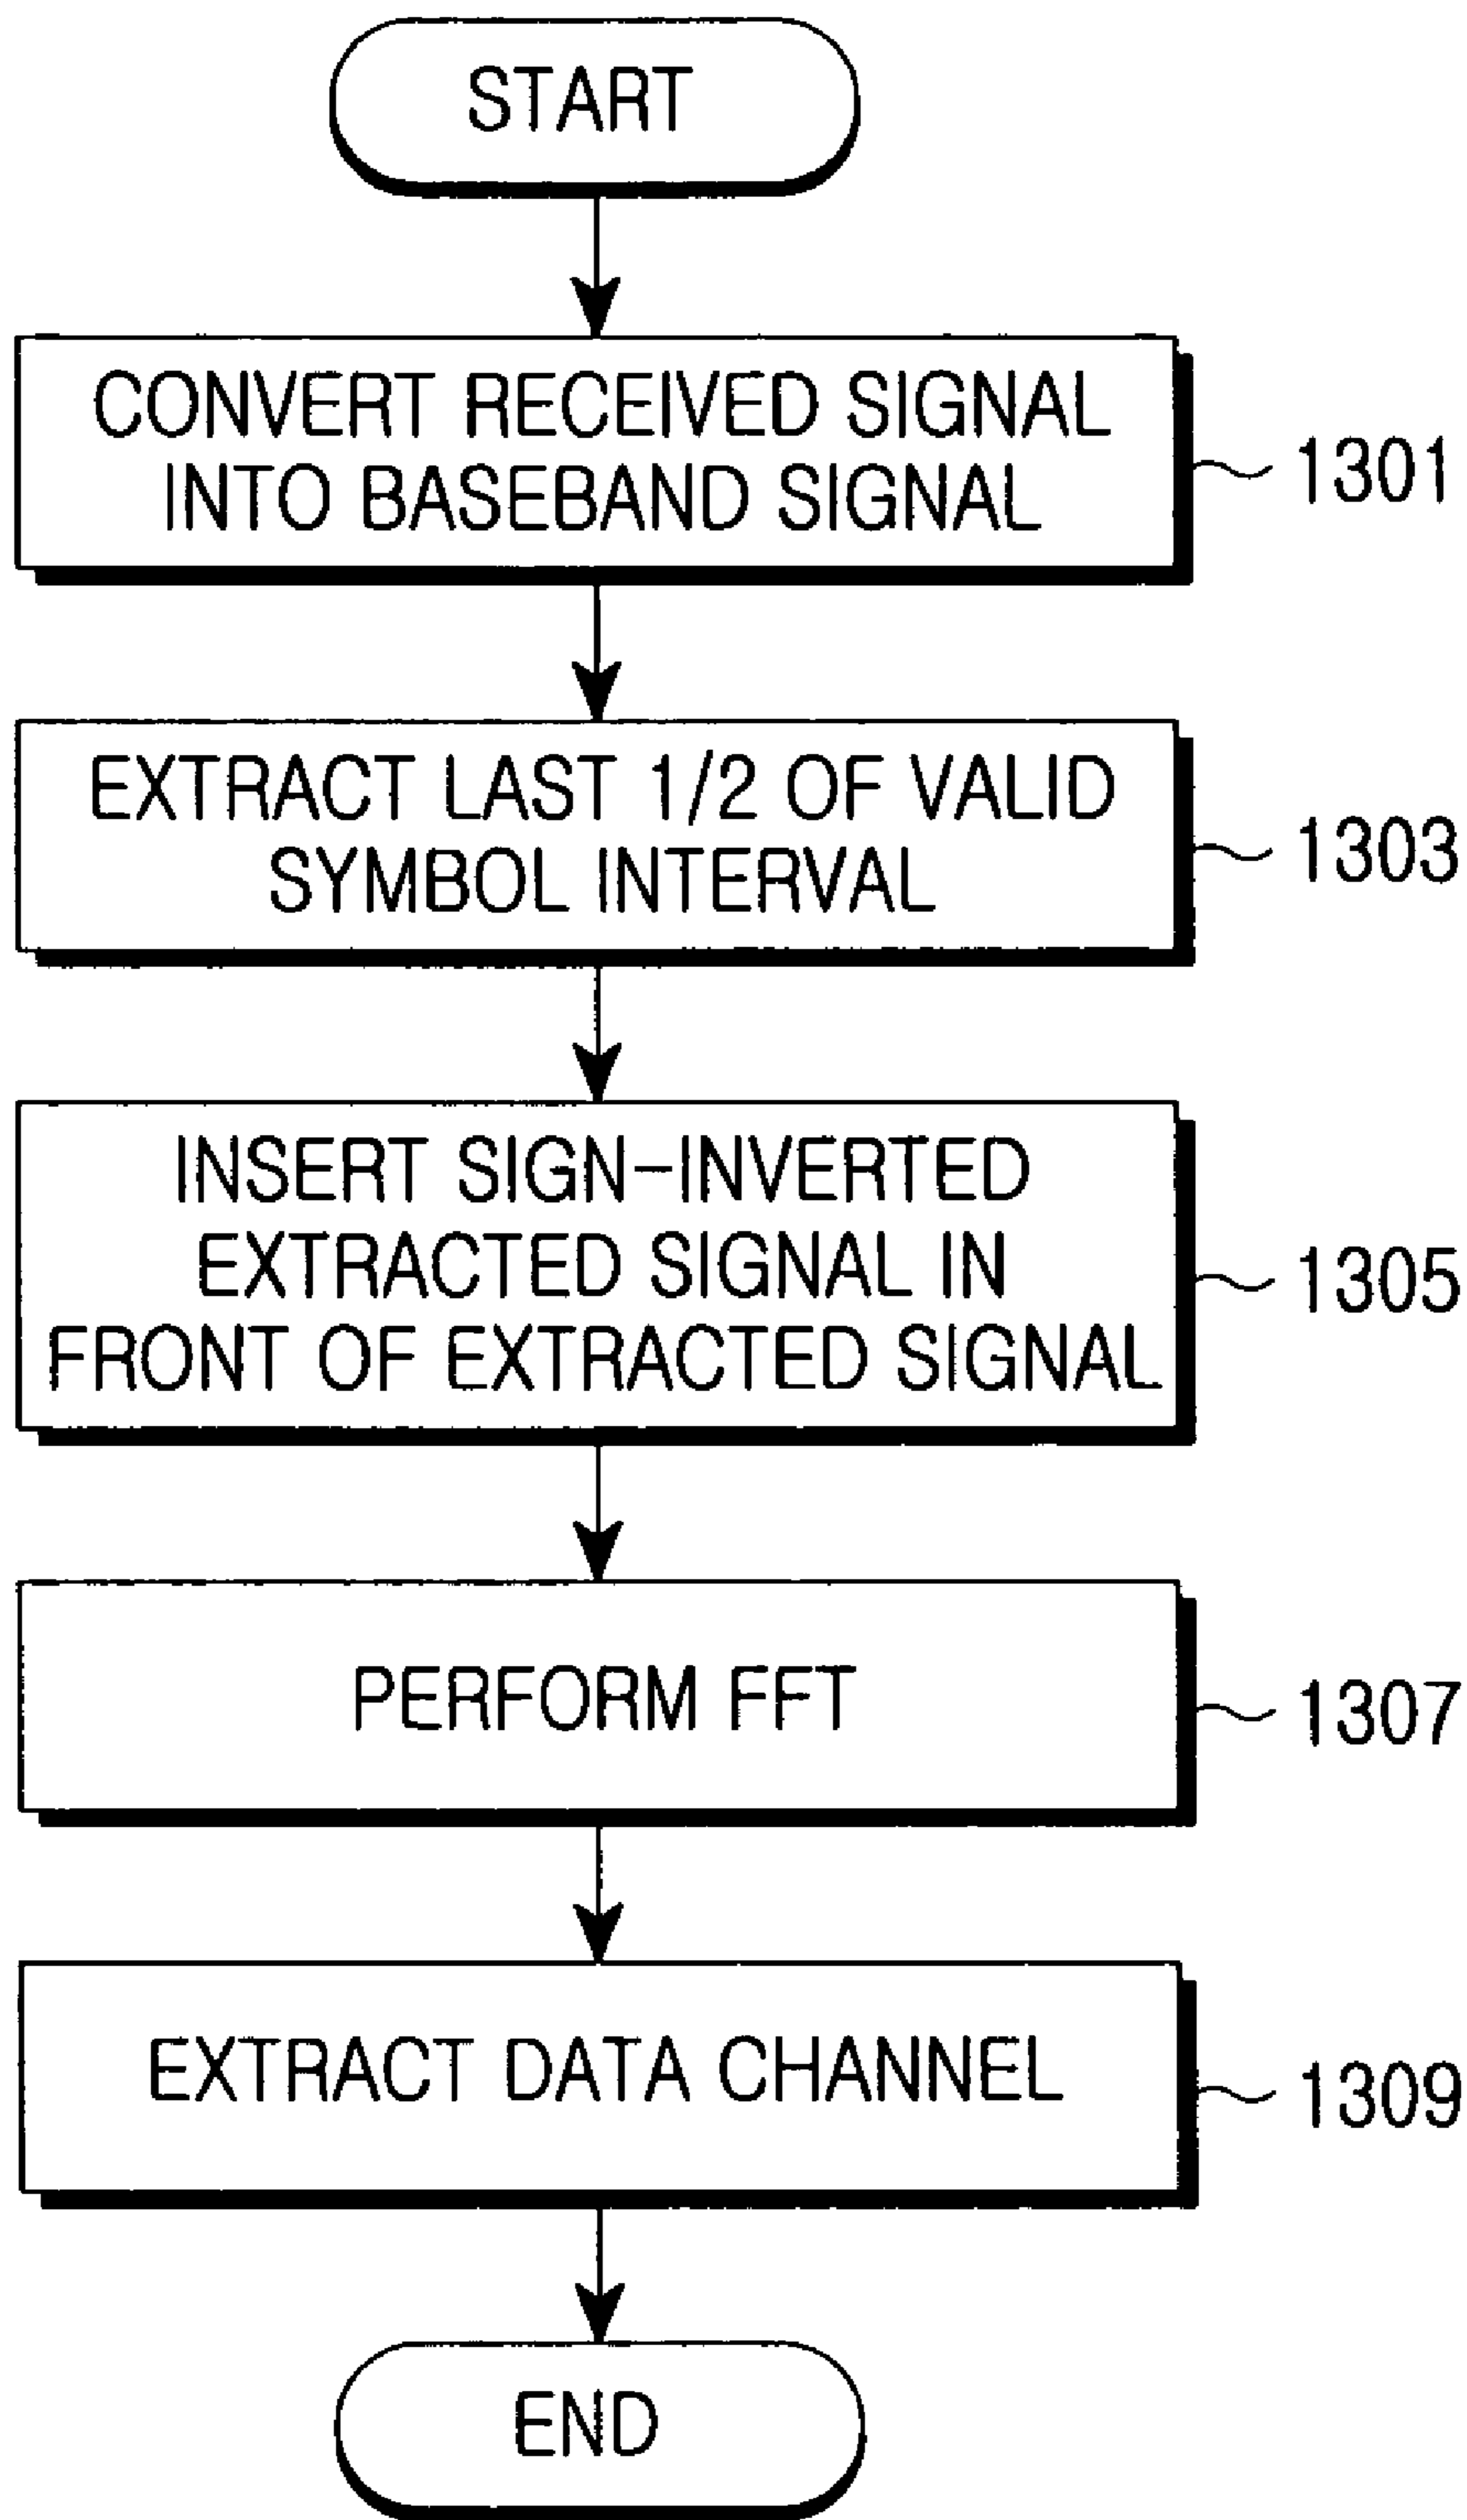 START
CONVERT RECEIVED SIGNAL
INTO BASEBAND SIGNAL
1301
EXTRACT LAST 1/2 OF VALID
SYMBOL INTERVAL
1303
INSERT SIGN-INVERTED
EXTRACTED SIGNAL IN
FRONT OF EXTRACTED SIGNAL
1305
PERFORM FFT
1307
EXTRACT DATA CHANNEL
1309
END